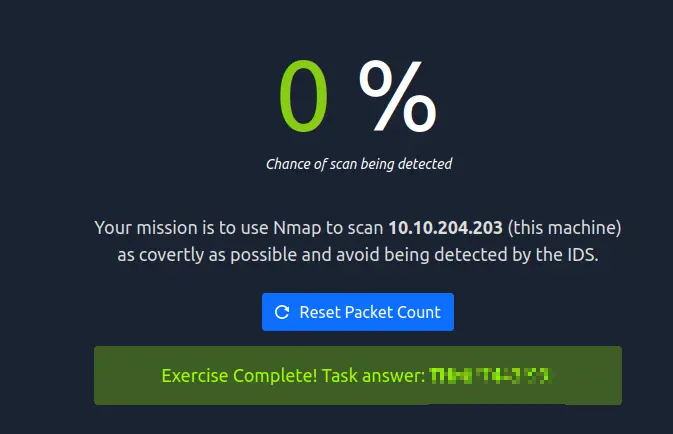 0 %
Chance of scan being detected
Your mission is to use Nmap to scan 10.10.204.203 (this machine)
as covertly as possible and avoid being detected by the IDS.
Reset Packet Count
Exercise Complete! Task answer: